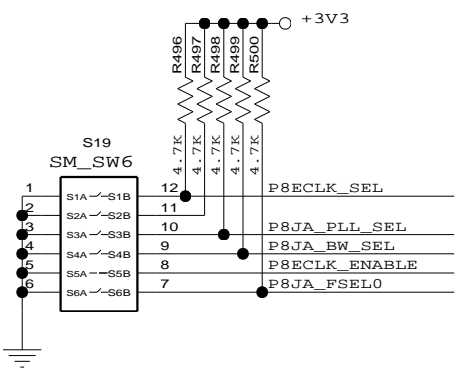 +3V3
R496
R497
R498
R499
R500
4.7K
4.7K
4.7K
4.7K
4.7K
S19
SM_SW6
1 S1A S1B 12 P8ECLK_SEL
2 S2A S2B 11
3 S3A S3B 10 P8JA_PLL_SEL
4 S4A S4B 9 P8JA_BW_SEL
5 S5A S5B 8 P8ECLK_ENABLE
6 S6A S6B 7 P8JA_FSEL0